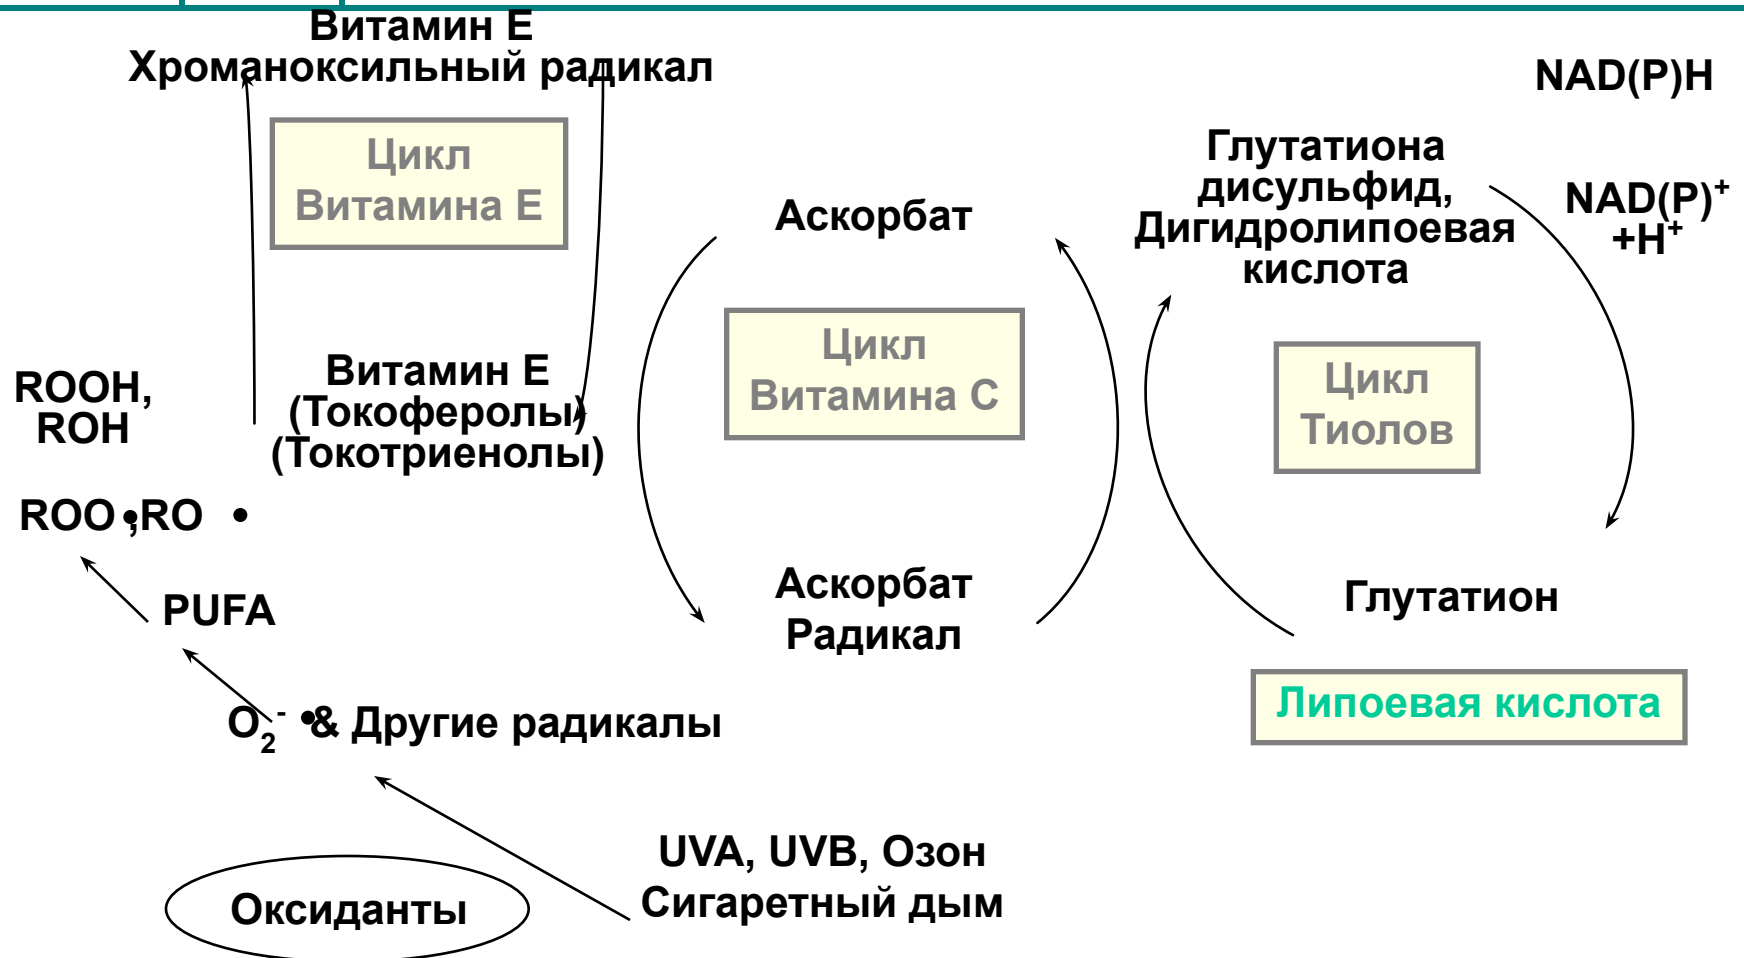 Витамин Е
Хроманоксильный радикал
Цикл
Витамина Е
ROOH,
ROH
Витамин Е
(Токоферолы)
(Токотриенолы)
ROO•,RO •
PUFA
O₂⁻ •& Другие радикалы
UVA, UVB, Озон
Сигаретный дым
Оксиданты
Аскорбат
Цикл
Витамина С
Аскорбат
Радикал
Глутатиона
дисульфид,
Дигидролипоевая
кислота
NAD(P)H
NAD(P)⁺
+H⁺
Цикл
Тиолов
Глутатион
Липоевая кислота